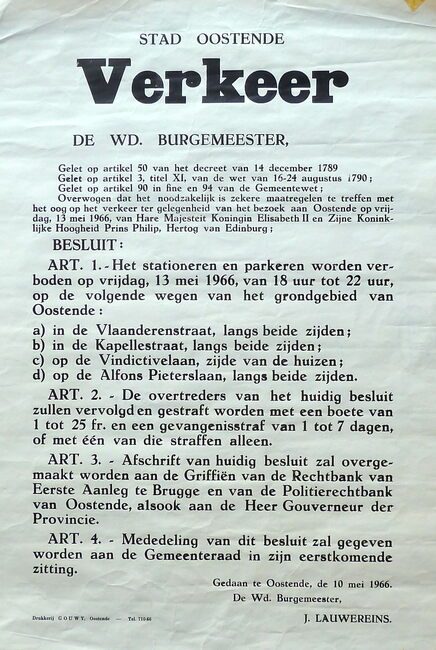 STAD OOSTENDE
Verkeer
DE WD. BURGEMEESTER,
Gelet op artikel 50 van het decreet van 14 december 1789
Gelet op artikel 3, titel XI, van de wet van 16-24 augustus 1790;
Gelet op artikel 90 in fine en 94 van de Gemeentewet;
Overwogen dat het noodzakelijk is zekere maatregelen te treffen met
het oog op het verkeer ter gelegenheid van het bezoek aan Oostende op vrij-
dag, 13 mei 1966, van Hare Majesteit Koningin Elisabeth II en Zijne Konink-
lijke Hoogheid Prins Philip, Hertog van Edinburg;
BESLUIT:
ART. 1.-Het stationeren en parkeren worden ver-
boden op vrijdag, 13 mei 1966, van 18 uur tot 22 uur,
op de volgende wegen van het grondgebied van
Oostende:
a) in de Vlaanderenstraat, langs beide zijden;
b) in de Kapellestraat, langs beide zijden;
c) op de Vindictivelaan, zijde van de huizen;
d) op de Alfons Pieterslaan, langs beide zijden.
ART. 2. - De overtreders van het huidig besluit
zullen vervolgd en gestraft worden met een boete van
1 tot 25 fr. en een gevangenisstraf van 1 tot 7 dagen,
of met één van die straffen alleen.
ART. 3. - Afschrift van huidig besluit zal overge-
maakt worden aan de Griffiën van de Rechtbank van
Eerste Aanleg te Brugge en van de Politierechtbank
van Oostende, alsook aan de Heer Gouverneur der
Provincie.
ART. 4. - Mededeling van dit besluit zal gegeven
worden aan de Gemeenteraad in zijn eerstkomende
zitting.
Gedaan te Oostende, de 10 mei 1966.
De Wd. Burgemeester,
J. LAUWEREINS.
Drukkerij GOUWY, Oostende — Tel. 710.44